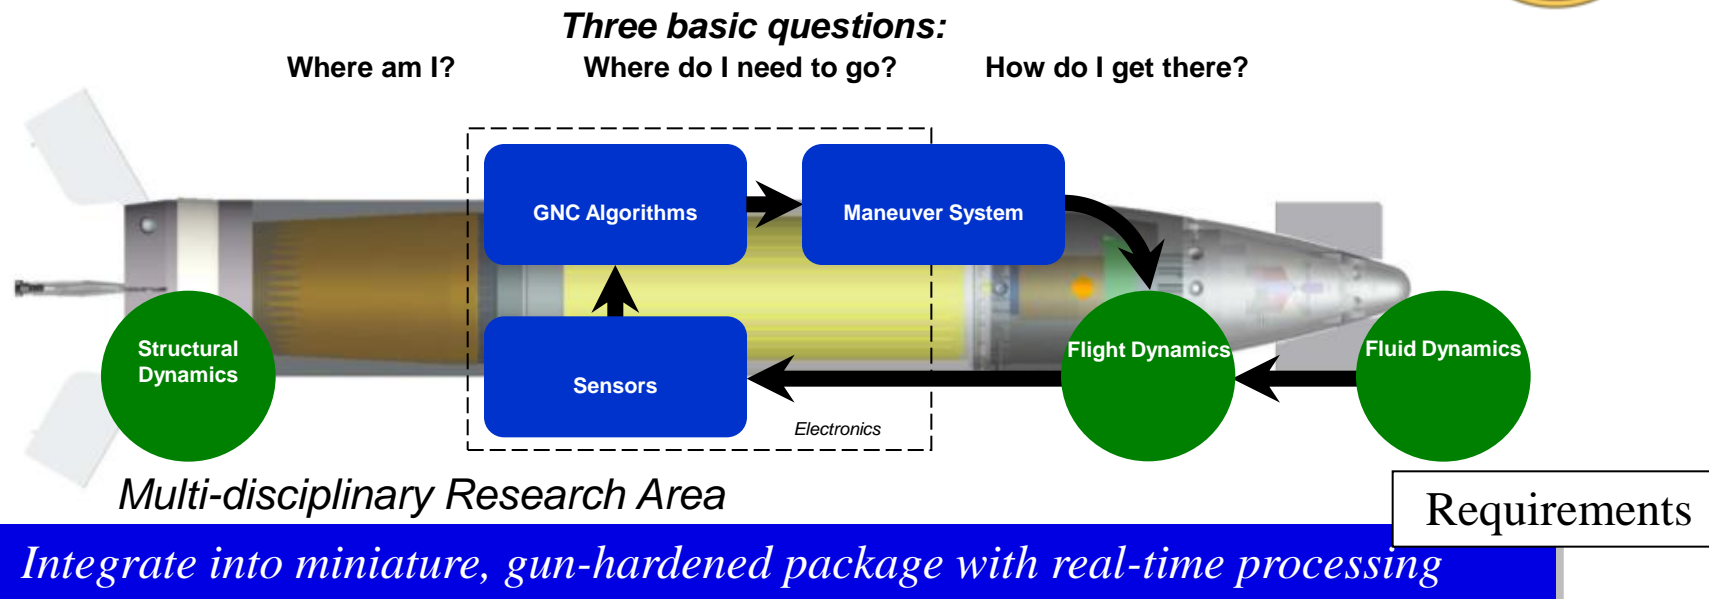 Three basic questions:
Where am I?
Where do I need to go?
How do I get there?
GNC Algorithms
Maneuver System
Structural
Dynamics
Flight Dynamics
Fluid Dynamics
Sensors
Electronics
Multi-disciplinary Research Area
Requirements
Integrate into miniature, gun-hardened package with real-time processing